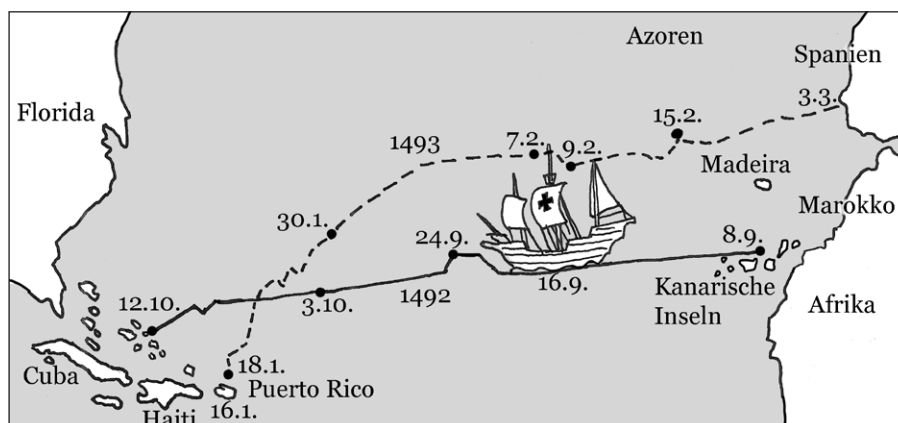 Azoren
Spanien
Florida
3.3.
15.2.
1493
7.2.
9.2.
Madeira
Marokko
30.1.
24.9.
8.9.
12.10.
3.10.
1492
16.9.
Kanarische
Inseln
Afrika
Cuba
18.1.
Puerto Rico
16.1.
Haiti